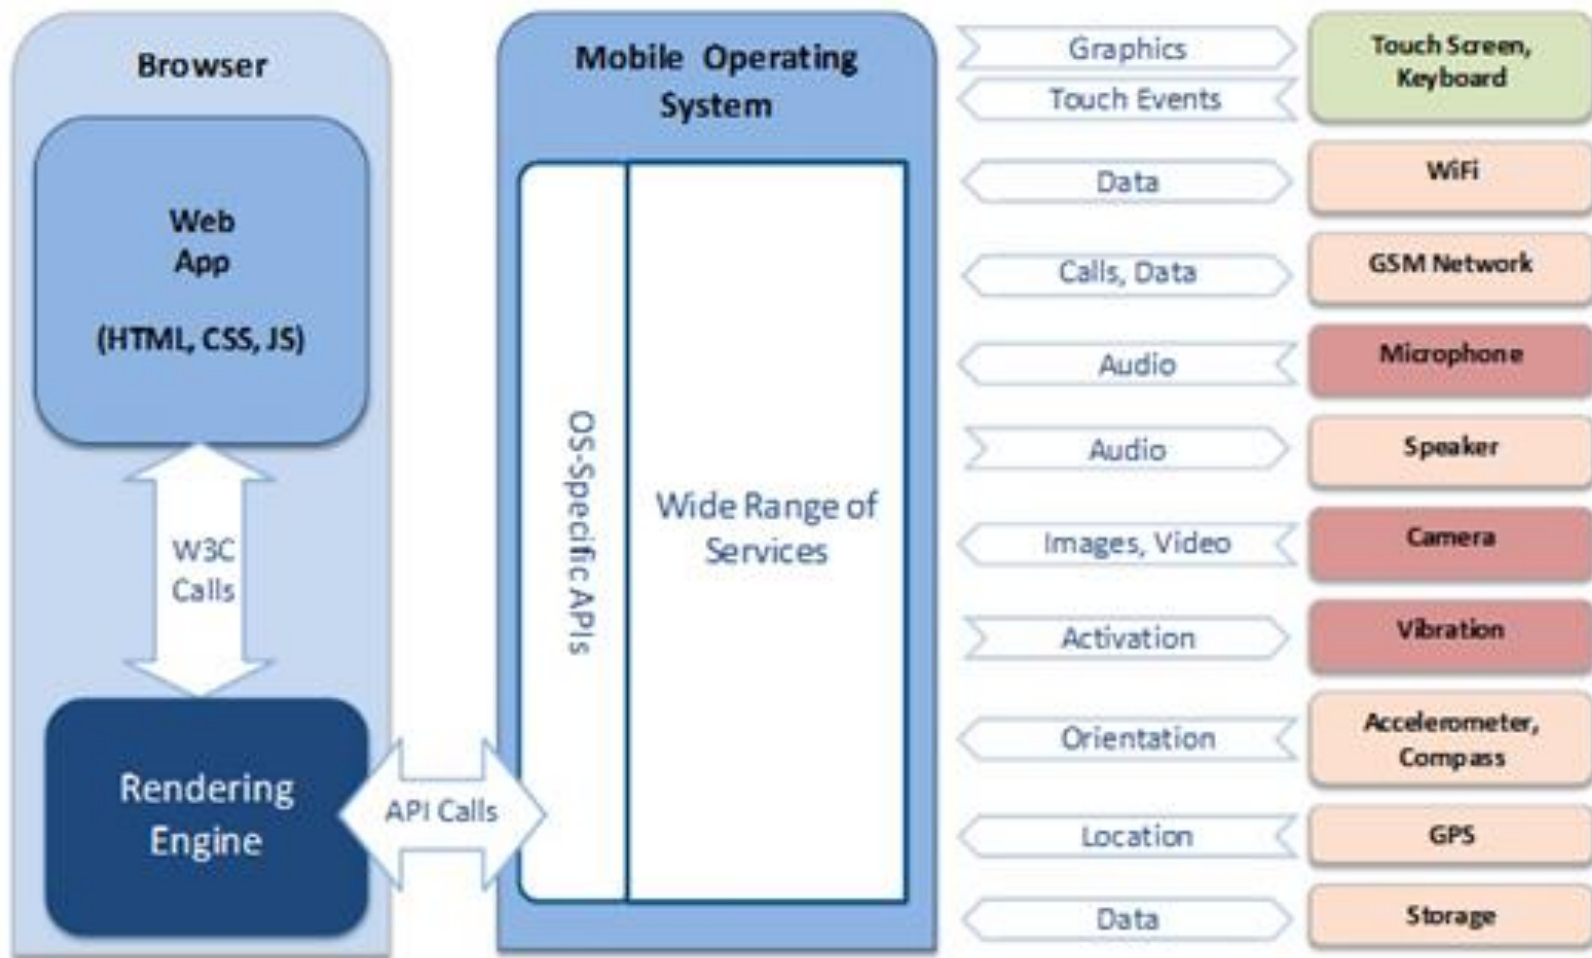 Browser
Web
App
(HTML, CSS, JS)
W3C
Calls
Rendering
Engine
API Calls
Mobile Operating
System
OS-Specific APIs
Wide Range of
Services
Graphics
Touch Events
Touch Screen,
Keyboard
Data
WiFi
Calls, Data
GSM Network
Audio
Microphone
Audio
Speaker
Images, Video
Camera
Activation
Vibration
Orientation
Accelerometer,
Compass
Location
GPS
Data
Storage